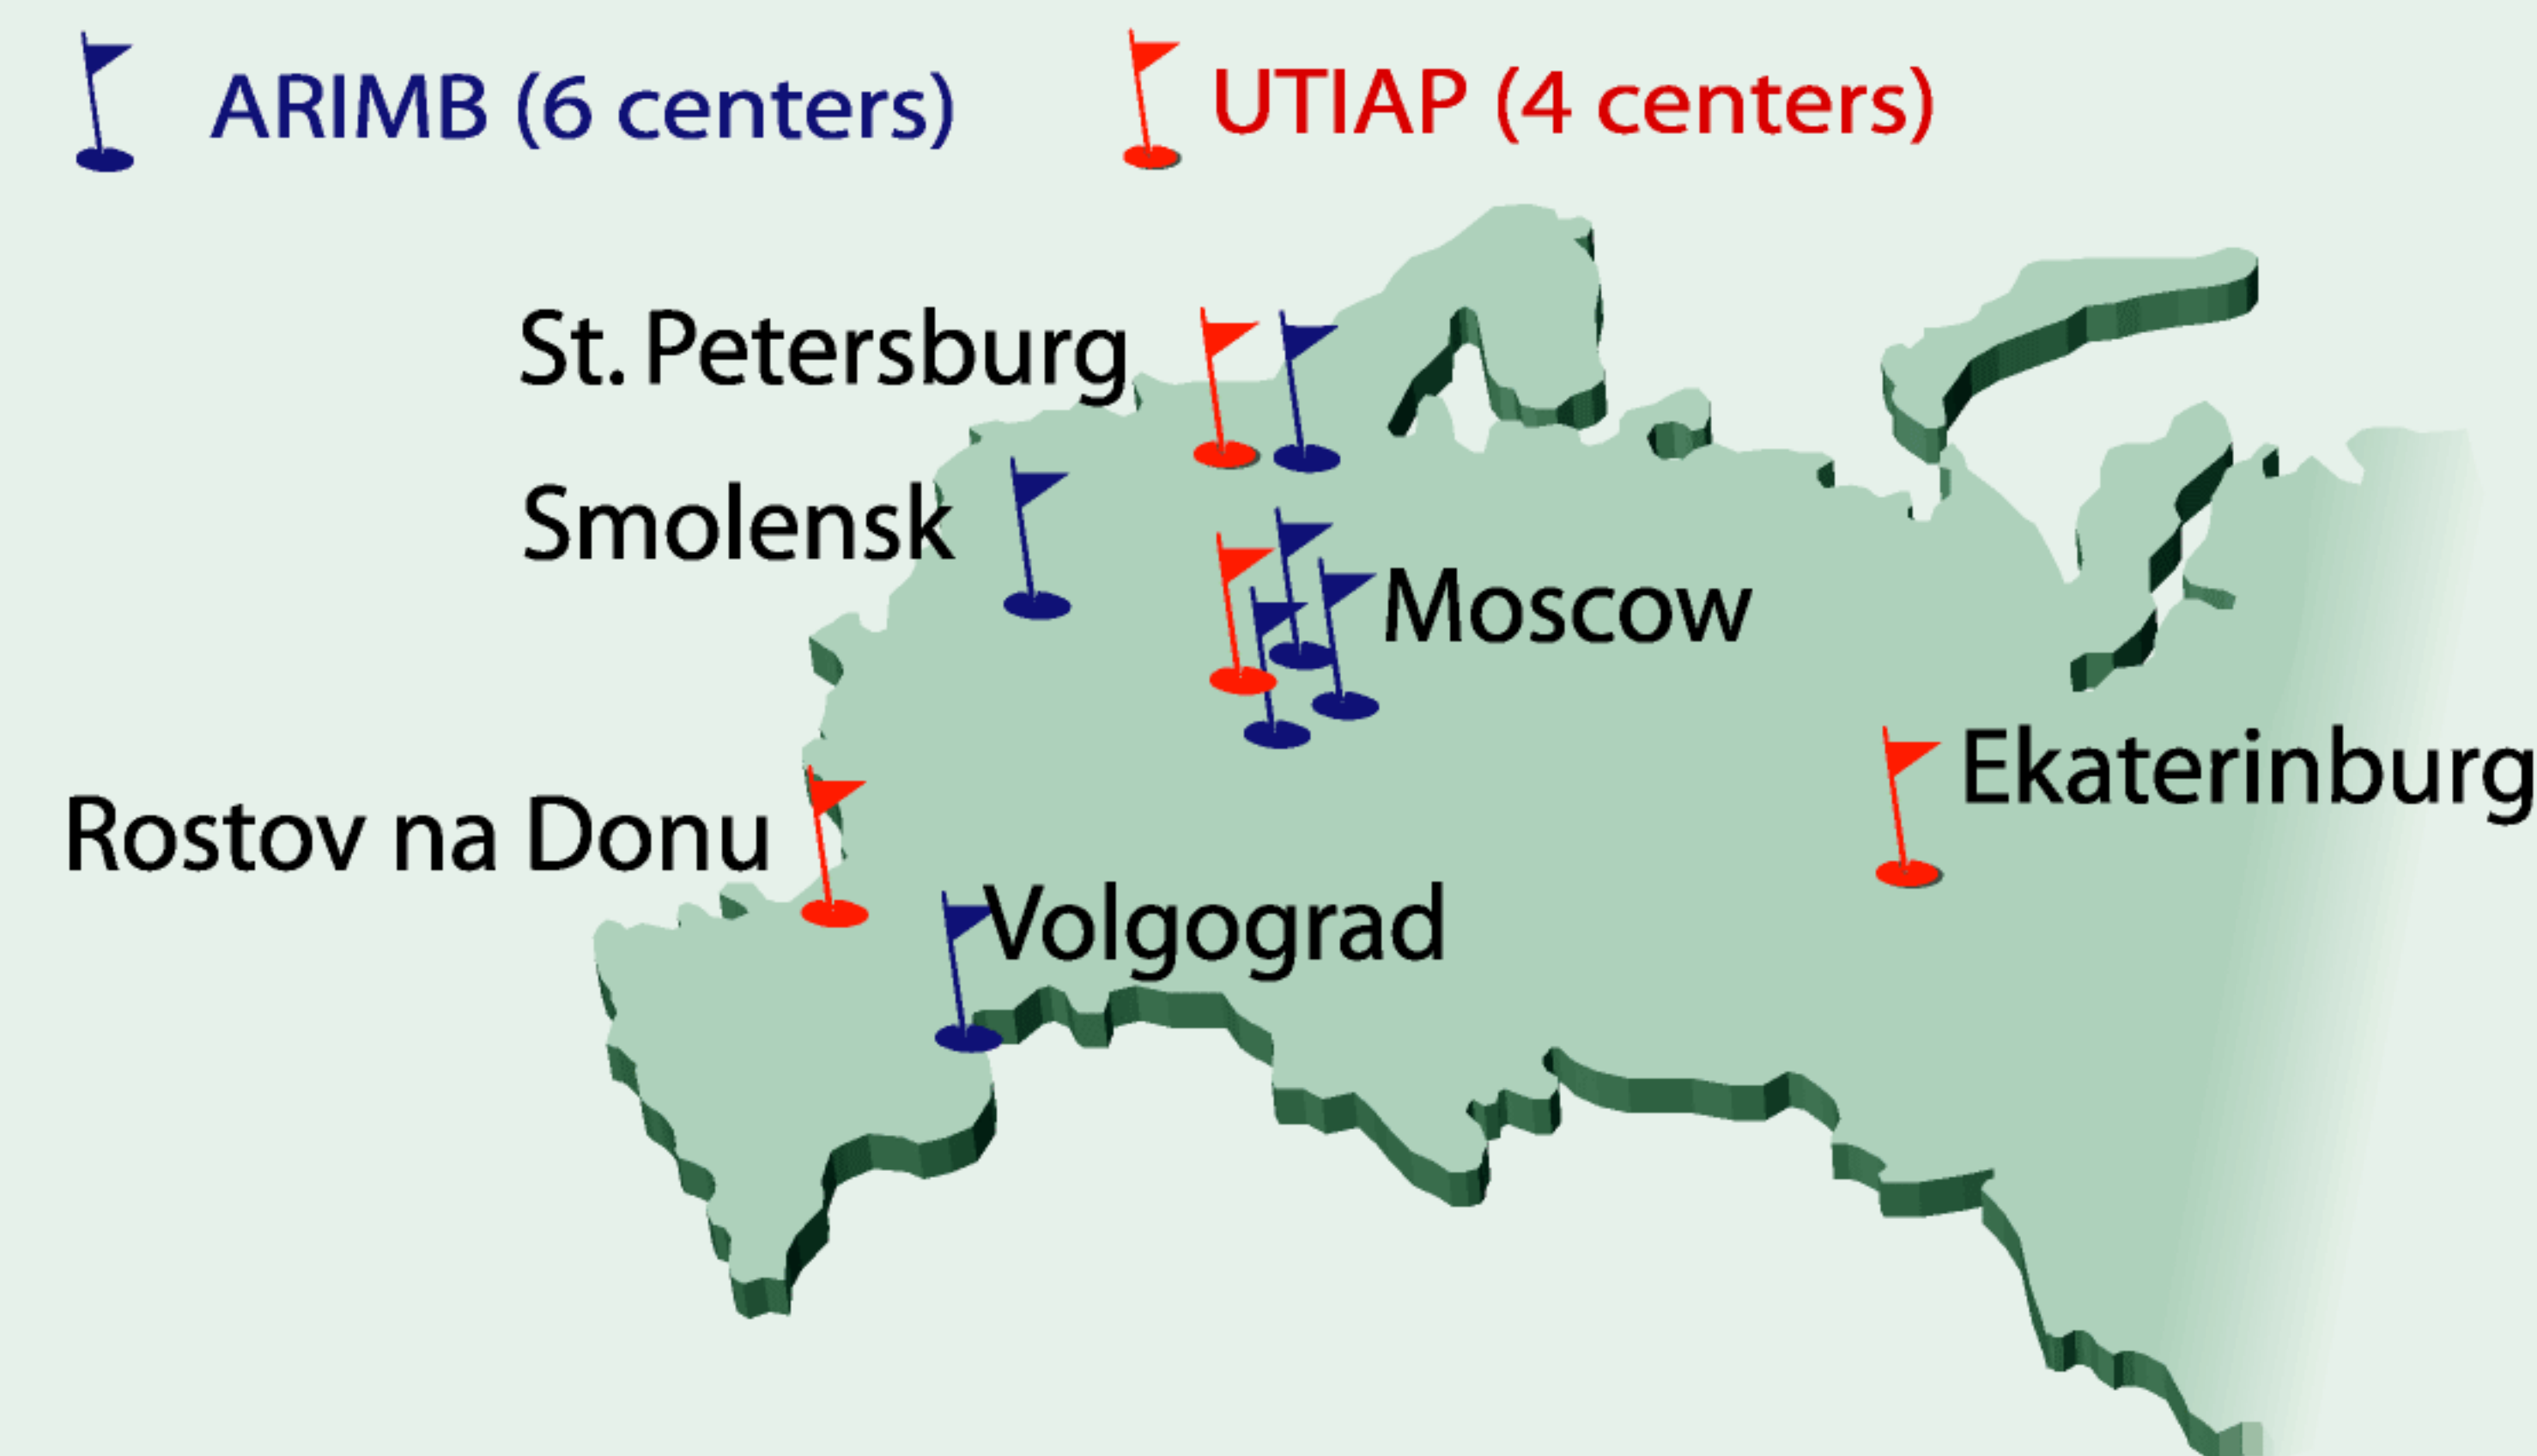 ARIMB (6 centers)
UTIAP (4 centers)
St. Petersburg
Smolensk
Moscow
Ekaterinburg
Rostov na Donu
Volgograd